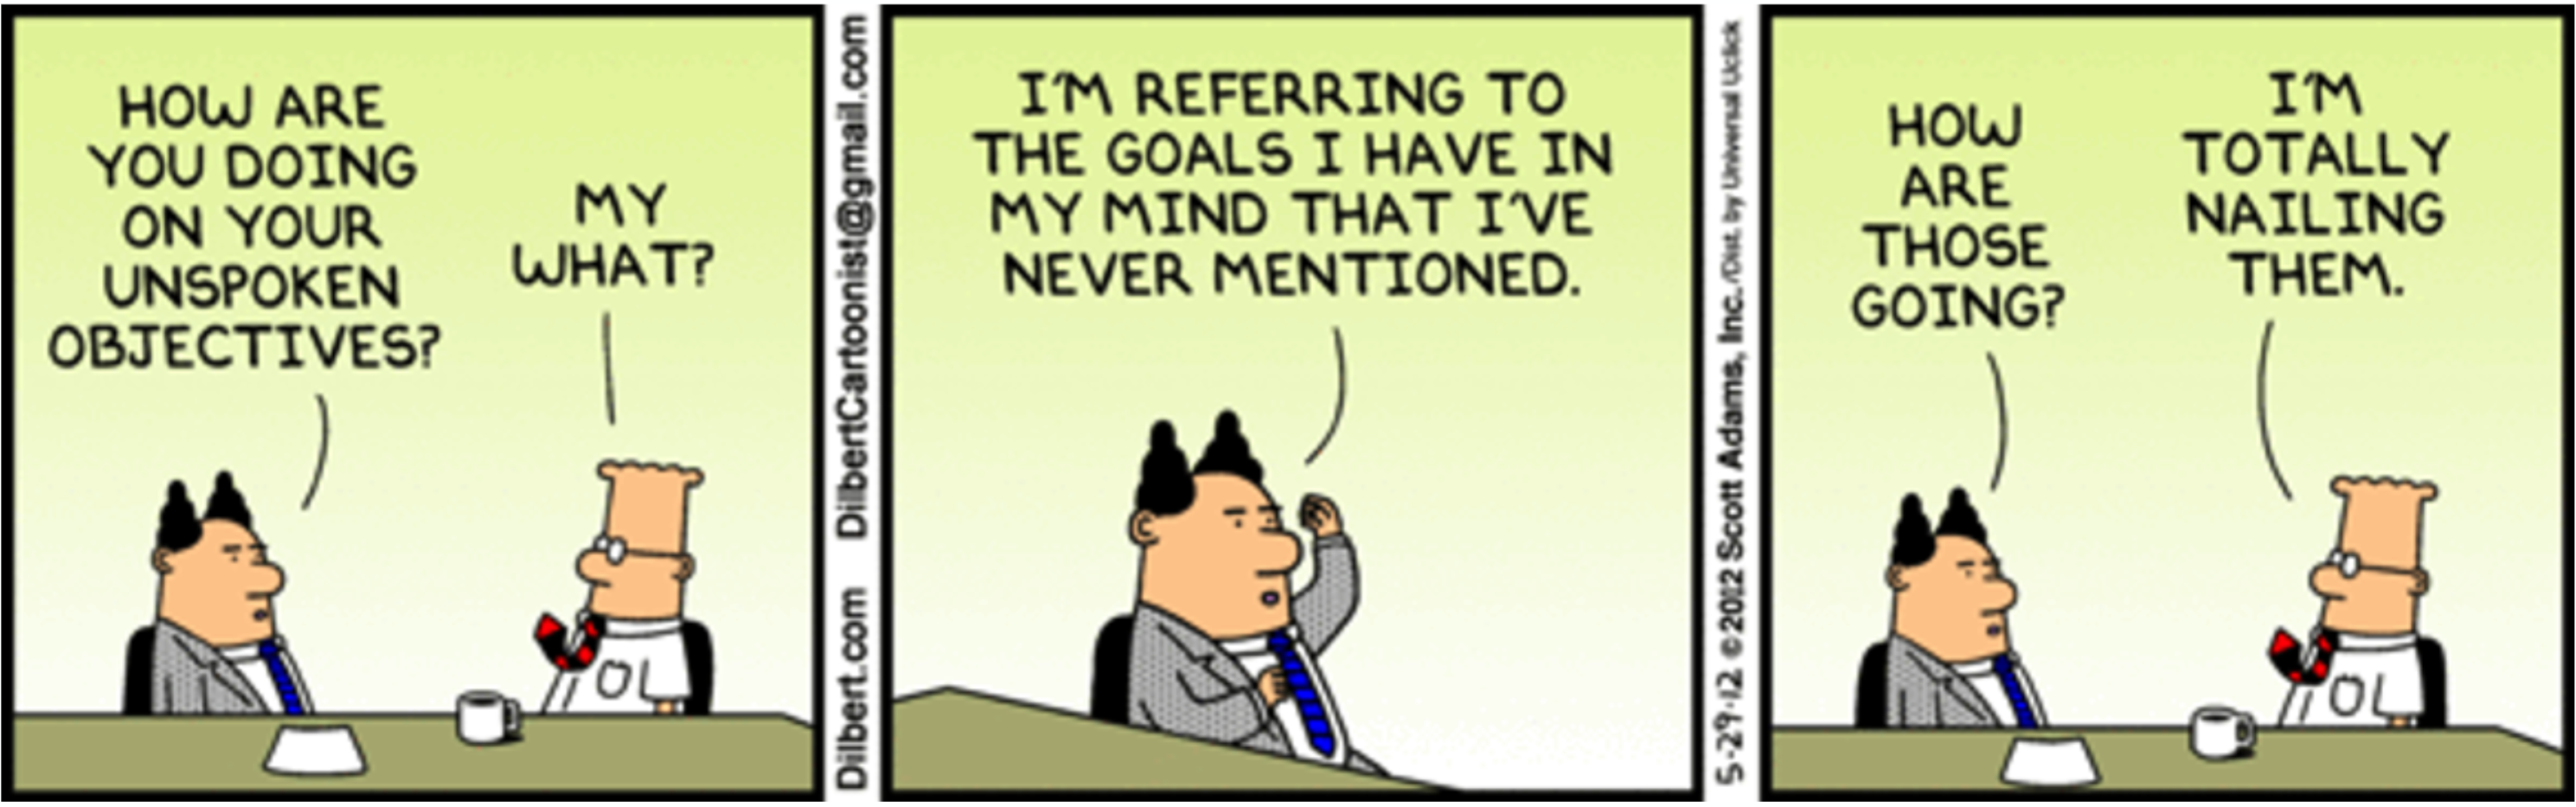 HOW ARE
YOU DOING
ON YOUR
UNSPOKEN
OBJECTIVES?
MY
WHAT?
Dilbert.com DilbertCartoonist@gmail.com
I'M REFERRING TO
THE GOALS I HAVE IN
MY MIND THAT I'VE
NEVER MENTIONED.
5-29-12 ©2012 Scott Adams, Inc. /Dist. by Universal Uclick
HOW
ARE
THOSE
GOING?
I'M
TOTALLY
NAILING
THEM.